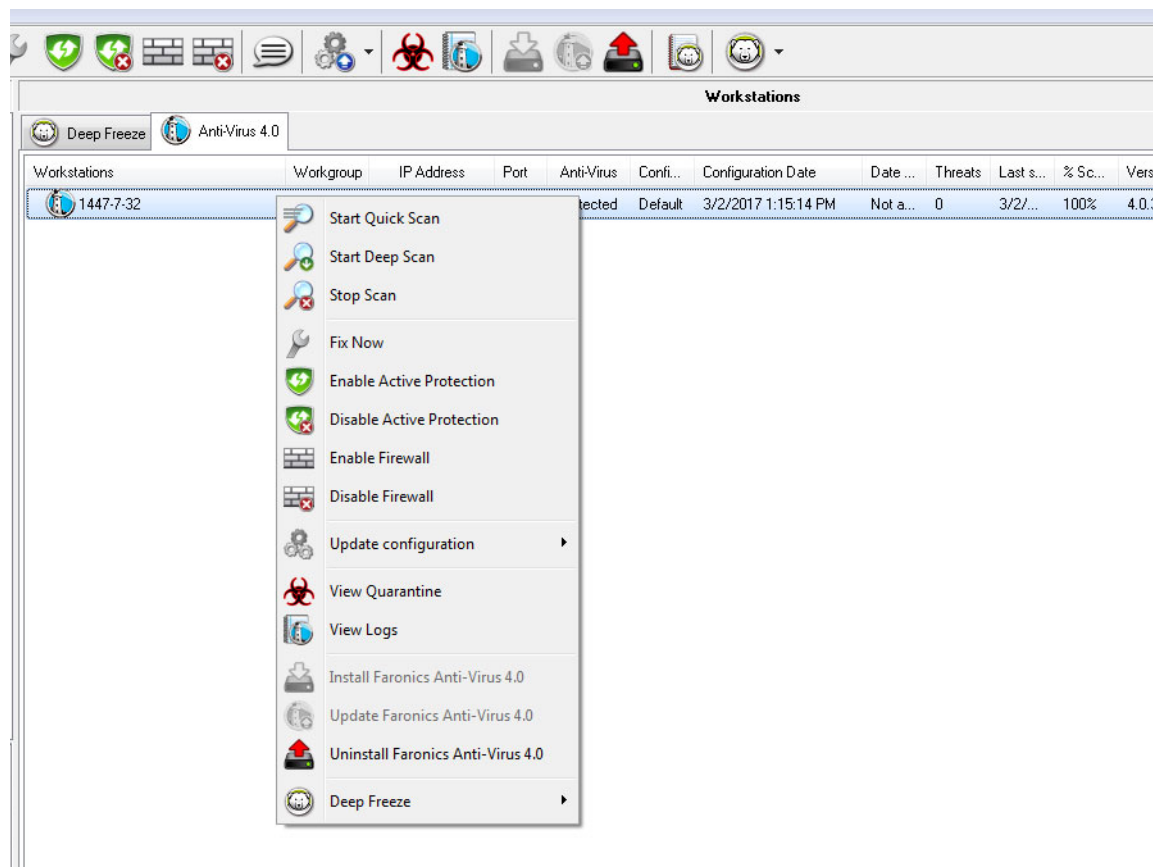 Workstations
Deep Freeze Anti-Virus 4.0
Workstations Workgroup IP Address Port Anti-Virus Confi... Configuration Date Date ... Threats Last s... % Sc... Vers
1447-7-32 tected Default 3/2/2017 1:15:14 PM Not a... 0 3/2/... 100% 4.0.
Start Quick Scan
Start Deep Scan
Stop Scan
Fix Now
Enable Active Protection
Disable Active Protection
Enable Firewall
Disable Firewall
Update configuration
View Quarantine
View Logs
Install Faronics Anti-Virus 4.0
Update Faronics Anti-Virus 4.0
Uninstall Faronics Anti-Virus 4.0
Deep Freeze